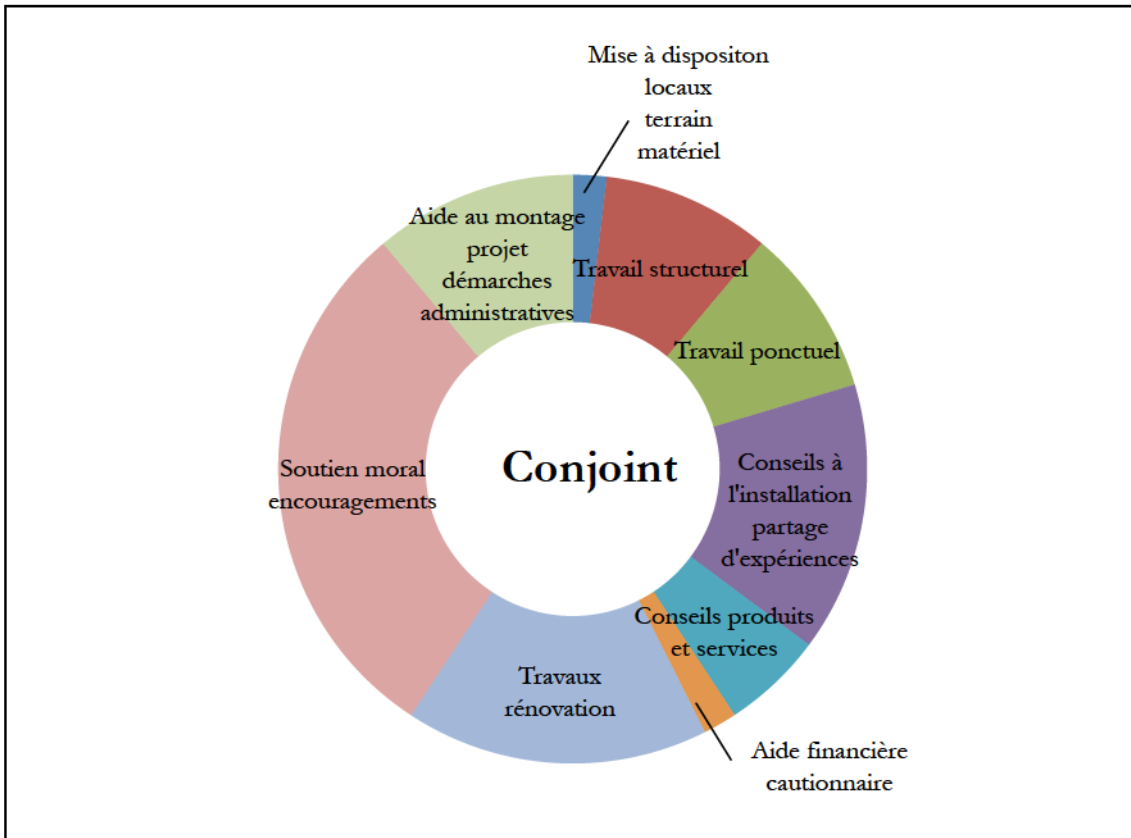 Mise à dispositon
locaux
terrain
matériel
Aide au montage
projet
démarches
administratives
Travail structurel
Travail ponctuel
Conjoint
Soutien moral
encouragements
Conseils à
l'installation
partage
d'expériences
Conseils produits
et services
Travaux
rénovation
Aide financière
cautionnaire